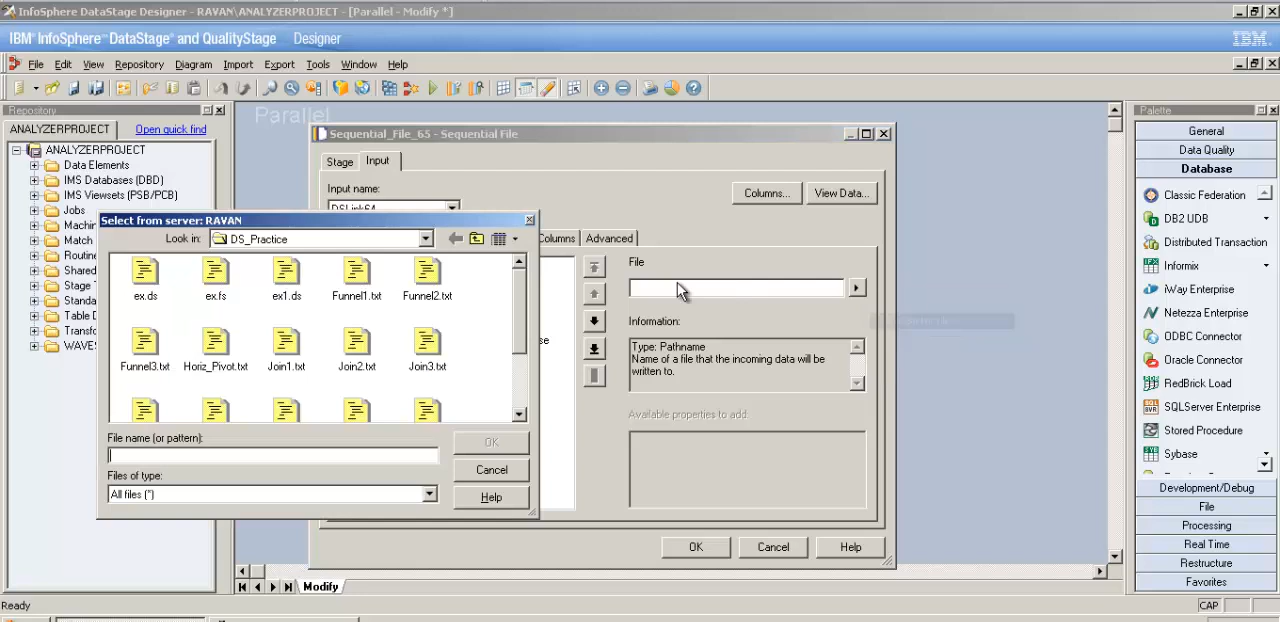 InfoSphere DataStage Designer - RAVAN\ANALYZERPROJECT - [Parallel - Modify *]
IBM® InfoSphere™ DataStage® and QualityStage Designer
IBM.
File Edit View Repository Diagram Import Export Tools Window Help
Repository
ANALYZERPROJECT Open quick find
ANALYZERPROJECT
Data Elements
IMS Databases (DBD)
IMS Viewsets (PSB/PCB)
Jobs
Machin
Match
Routine
Shared
Stage T
Standa
Table D
Transfo
WAVES
Parallel
Sequential_File_65 - Sequential File
Stage Input
Input name:
DSLink64
Columns... View Data...
Columns Advanced
File
Information:
Type: Pathname
Name of a file that the incoming data will be
written to.
Available properties to add:
se
OK Cancel Help
Select from server: RAVAN
Look in: DS_Practice
ex.ds ex.fs ex1.ds Funnel1.txt Funnel2.txt
Funnel3.txt Horiz_Pivot.txt Join1.txt Join2.txt Join3.txt
File name (or pattern):
OK
Files of type:
Cancel
All files (*)
Help
Modify
Palette
General
Data Quality
Database
Classic Federation
DB2 UDB
Distributed Transaction
Informix
iWay Enterprise
Netezza Enterprise
ODBC Connector
Oracle Connector
RedBrick Load
SQLServer Enterprise
Stored Procedure
Sybase
Development/Debug
File
Processing
Real Time
Restructure
Favorites
Ready
CAP